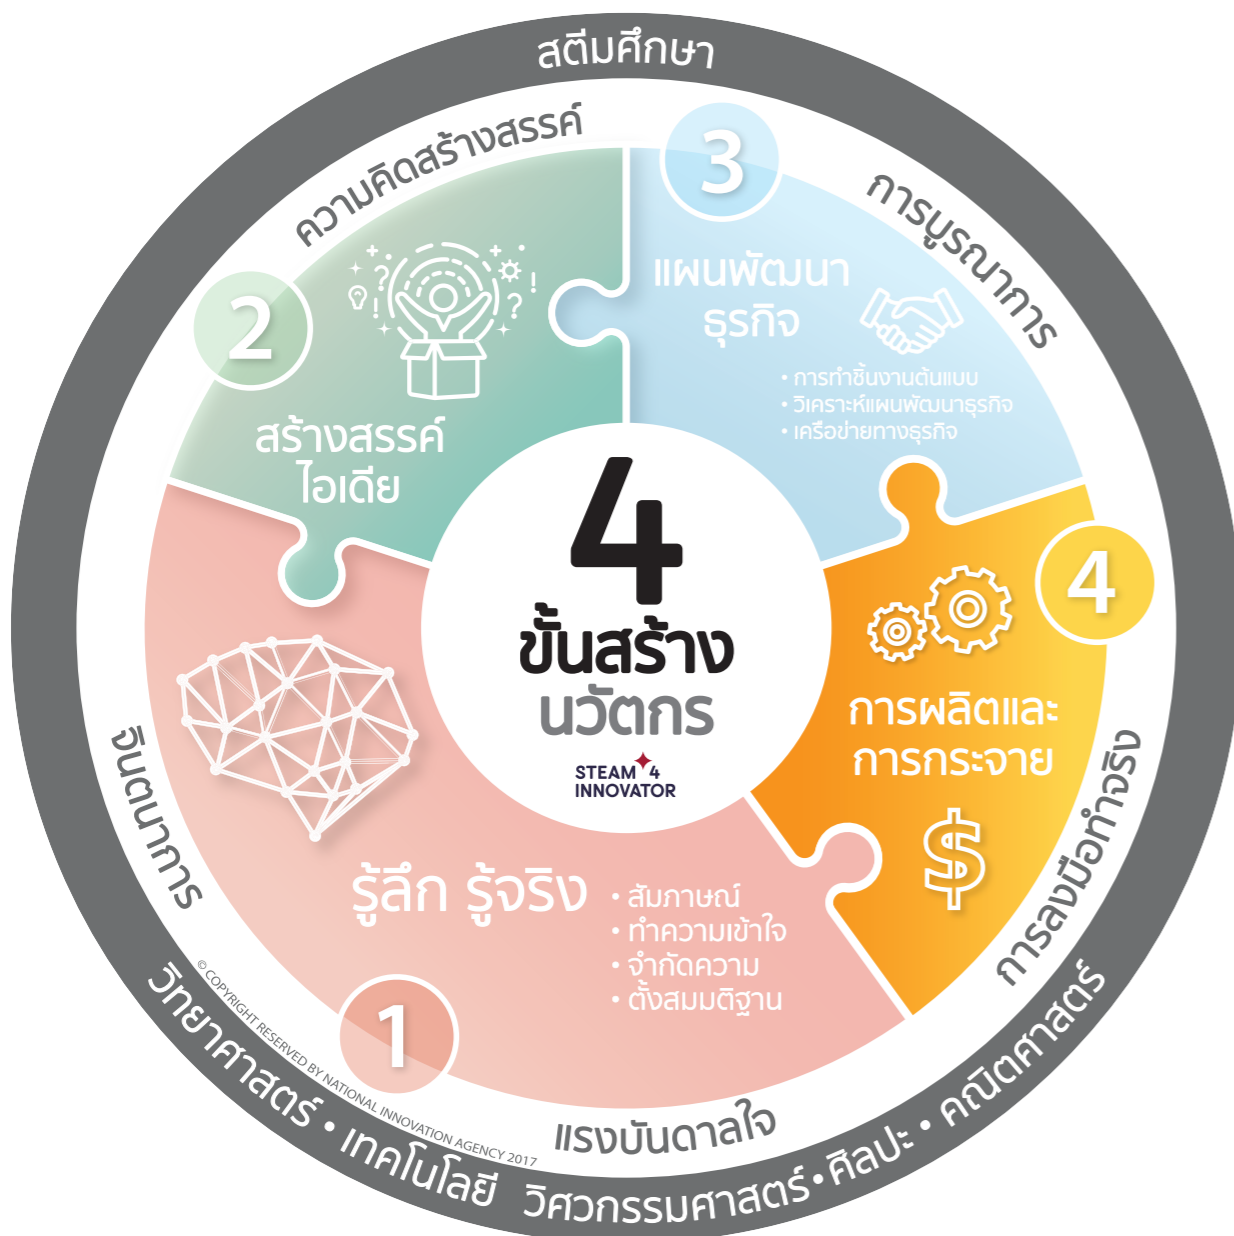 สตีมศึกษา
ความคิดสร้างสรรค์
การบูรณาการ
3
แผนพัฒนา
ธุรกิจ
• การทำชิ้นงานต้นแบบ
• วิเคราะห์แผนพัฒนาธุรกิจ
• เครือข่ายทางธุรกิจ
2
สร้างสรรค์
ไอเดีย
4
ขั้นสร้าง
นวัตกร
STEAM 4
INNOVATOR
4
การผลิตและ
การกระจาย
$
การลงมือทำจริง
จินตนาการ
รู้ลึก รู้จริง
• สัมภาษณ์
• ทำความเข้าใจ
• จำกัดความ
• ตั้งสมมติฐาน
1
แรงบันดาลใจ
© COPYRIGHT RESERVED BY NATIONAL INNOVATION AGENCY 2017
วิทยาศาสตร์ • เทคโนโลยี วิศวกรรมศาสตร์ • ศิลปะ • คณิตศาสตร์